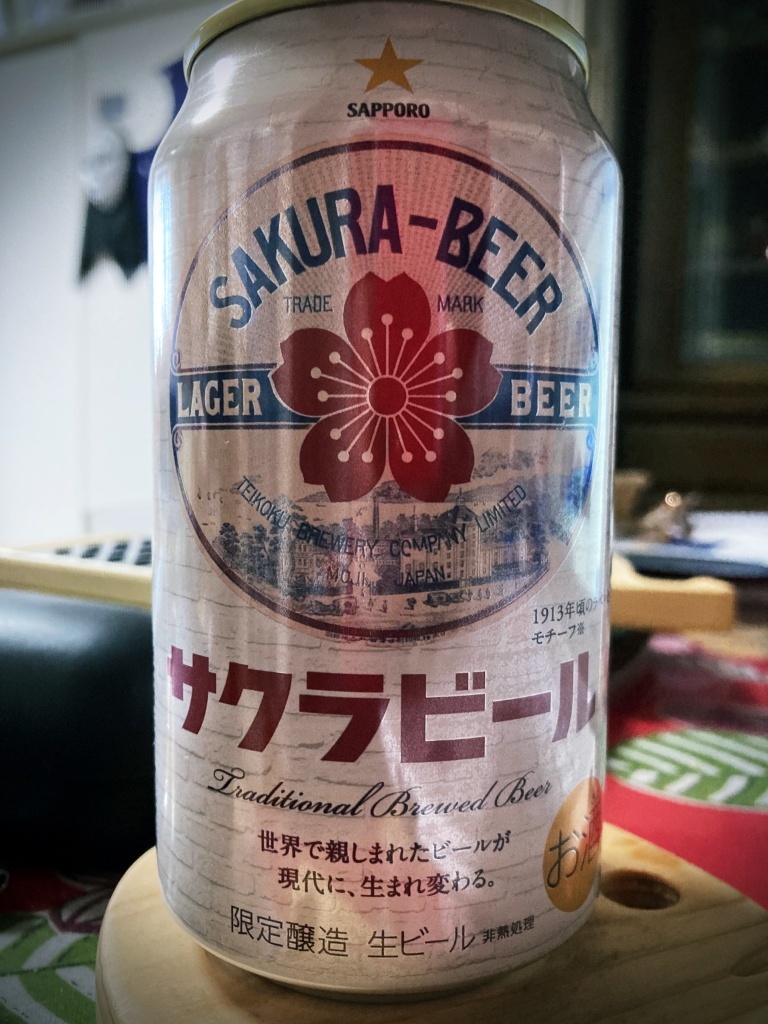 SAPPORO
SAKURA-BEER
TRADE MARK
LAGER BEER
TEIKOKU BREWERY COMPANY LIMITED
MOJI, JAPAN.
1913年頃の
モチーフ※
サクラビール
Traditional Brewed Beer
世界で親しまれたビールが
現代に、生まれ変わる。
お酒
限定醸造 生ビール 非熱処理